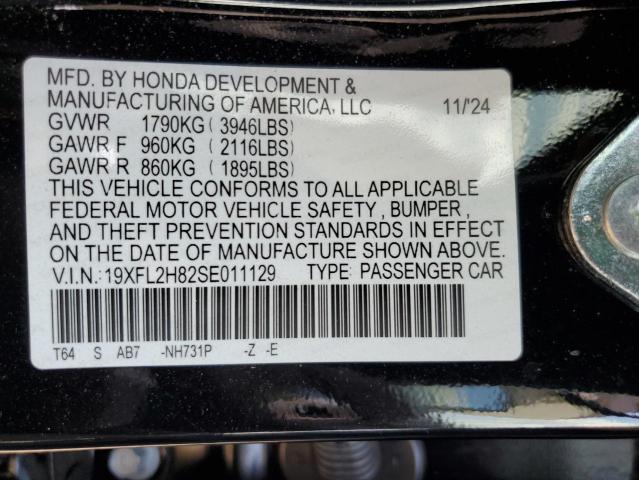 MFD. BY HONDA DEVELOPMENT &
MANUFACTURING OF AMERICA, LLC 11/'24
GVWR 1790KG (3946LBS)
GAWR F 960KG (2116LBS)
GAWR R 860KG (1895LBS)
THIS VEHICLE CONFORMS TO ALL APPLICABLE
FEDERAL MOTOR VEHICLE SAFETY , BUMPER ,
AND THEFT PREVENTION STANDARDS IN EFFECT
ON THE DATE OF MANUFACTURE SHOWN ABOVE.
V.I.N.: 19XFL2H82SE011129 TYPE: PASSENGER CAR
T64 S AB7 -NH731P -Z -E